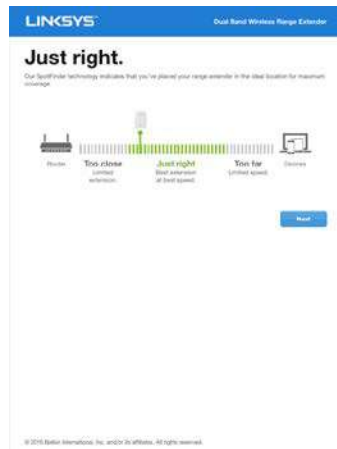 LINKSYS
Dual Band Wireless Range Extender
Just right.
Our SpotFinder technology indicates that you've placed your range extender in the ideal location for maximum
coverage.
Router
Too close
Limited
extension.
Just right
Best extension
at best speed.
Too far
Limited speed.
Devices
Next
© 2015 Belkin International, Inc. and/or its affiliates. All rights reserved.